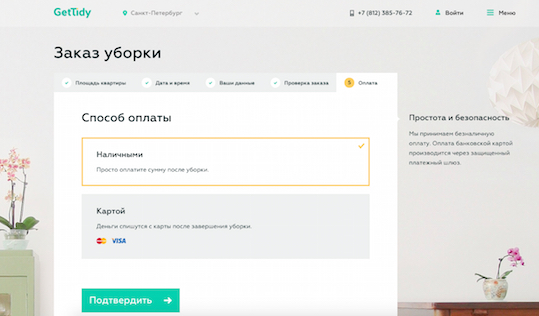 GetTidy
Санкт-Петербург
+7 (812) 385-76-72
Войти
Меню
Заказ уборки
Площадь квартиры
Дата и время
Ваши данные
Проверка заказа
5 Оплата
Способ оплаты
Наличными
Просто оплатите сумму после уборки.
Картой
Деньги спишутся с карты после завершения уборки.
VISA
Подтвердить
Простота и безопасность
Мы принимаем безналичную
оплату. Оплата банковской картой
производится через защищенный
платежный шлюз.